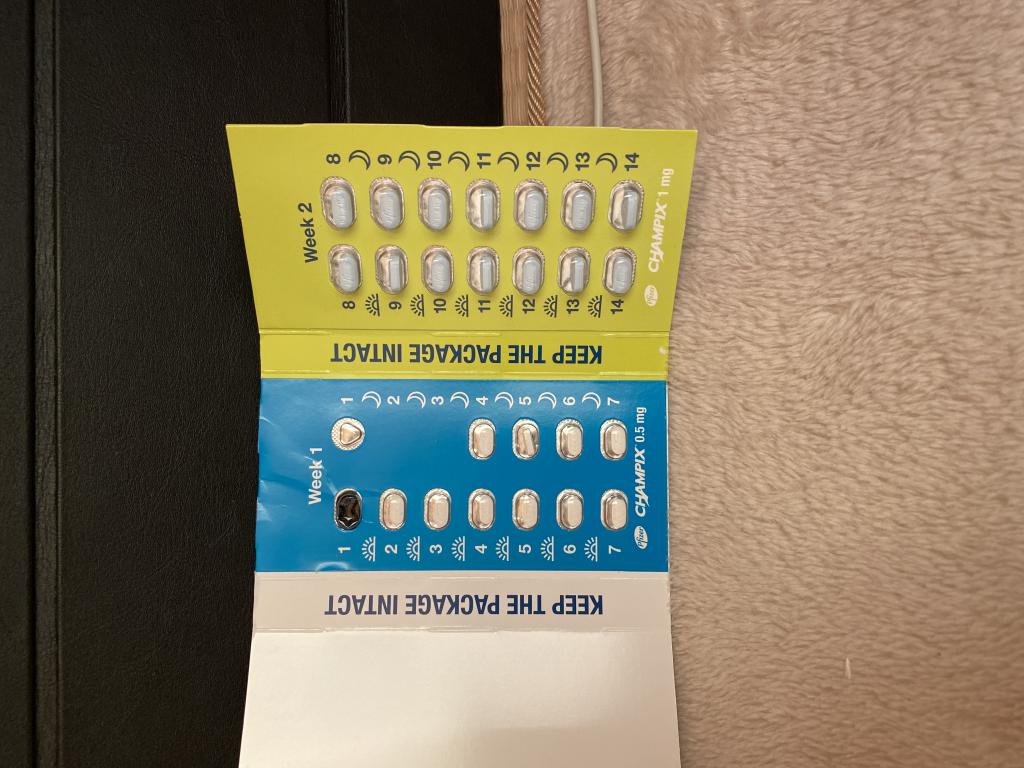 Week 2
8 9 10 11 12 13 14
8 9 10 11 12 13 14
Pfizer CHAMPIX 1 mg
KEEP THE PACKAGE INTACT
Week 1
1 2 3 4 5 6 7
1 2 3 4 5 6 7
Pfizer CHAMPIX 0.5 mg
KEEP THE PACKAGE INTACT